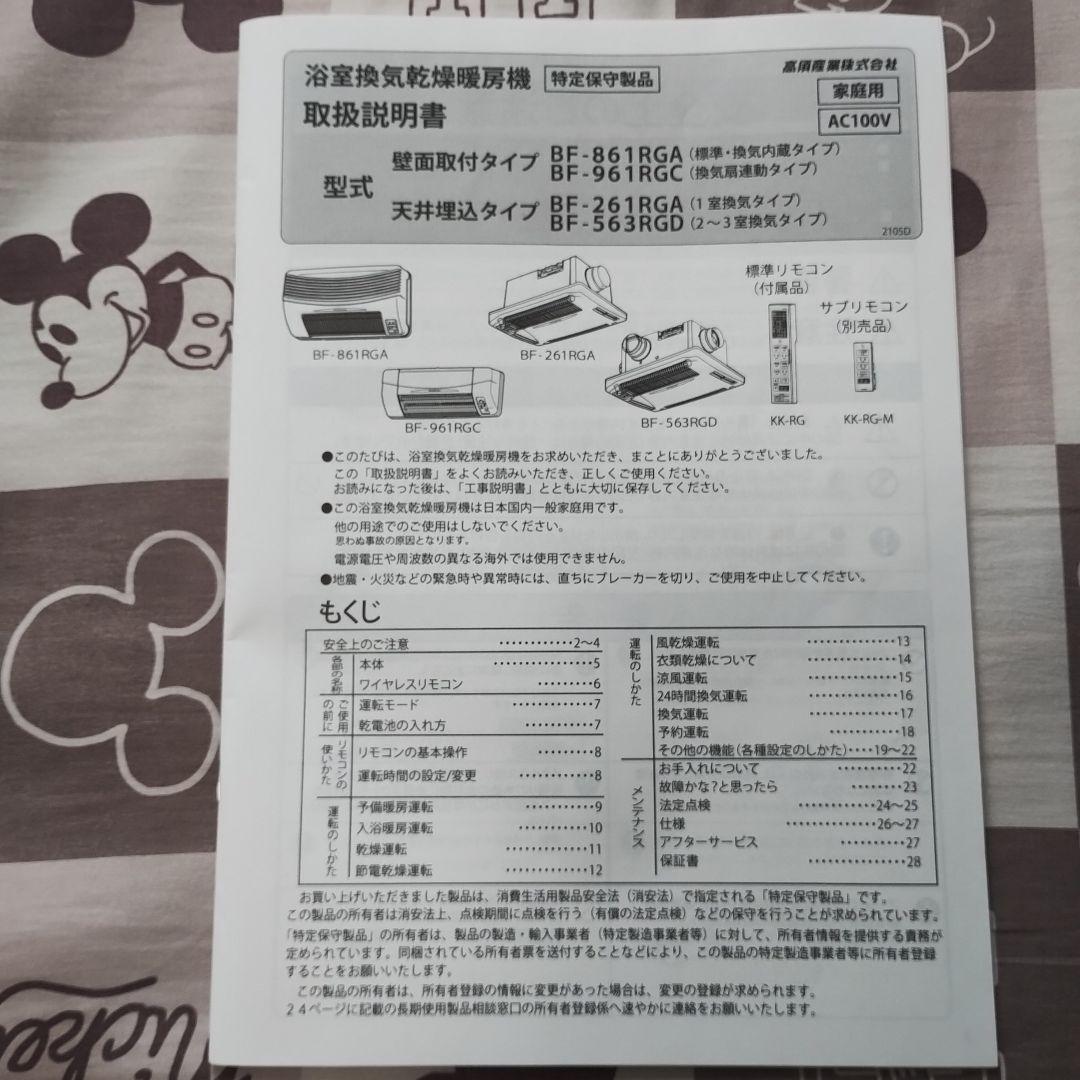 浴室換気乾燥暖房機 特定保守製品
取扱説明書
高須産業株式会社
家庭用
AC100V
型式
壁面取付タイプ BF-861RGA（標準・換気内蔵タイプ）
BF-961RGC（換気扇連動タイプ）
天井埋込タイプ BF-261RGA（1室換気タイプ）
BF-563RGD（2～3室換気タイプ）
2105D
標準リモコン
（付属品）
サブリモコン
（別売品）
BF-861RGA
BF-261RGA
BF-961RGC
BF-563RGD
KK-RG
KK-RG-M
●このたびは、浴室換気乾燥暖房機をお求めいただき、まことにありがとうございました。
この「取扱説明書」をよくお読みいただき、正しくご使用ください。
お読みになった後は、「工事説明書」とともに大切に保存してください。
●この浴室換気乾燥暖房機は日本国内一般家庭用です。
他の用途でのご使用はしないでください。
思わぬ事故の原因となります。
電源電圧や周波数の異なる海外では使用できません。
●地震・火災などの緊急時や異常時には、直ちにブレーカーを切り、ご使用を中止してください。
もくじ
安全上のご注意 ････････････2～4
各部の名称
本体 ･･･････････････5
ワイヤレスリモコン ･････････6
ご使用の前に
運転モード ････････････7
乾電池の入れ方 ････････････7
リモコンの使いかた
リモコンの基本操作 ･････････8
運転時間の設定/変更 ･････････8
運転のしかた
予備暖房運転 ･･･････････9
入浴暖房運転 ･･･････････10
乾燥運転 ･･････････････11
節電乾燥運転 ･･････････････12
運転のしかた
風乾燥運転 ･･････････････13
衣類乾燥について ･･････････････14
涼風運転 ･･････････････15
24時間換気運転 ･･････････････16
換気運転 ･･････････････17
予約運転 ･･･････････18
その他の機能（各種設定のしかた）････19～22
メンテナンス
お手入れについて ･･････････22
故障かな?と思ったら ････････23
法定点検 ････････････24～25
仕様 ･･････････････26～27
アフターサービス ･･････････27
保証書 ･･･････････････28
お買い上げいただきました製品は、消費生活用製品安全法（消安法）で指定される「特定保守製品」です。
この製品の所有者は消安法上、点検期間に点検を行う（有償の法定点検）などの保守を行うことが求められています。
「特定保守製品」の所有者は、製品の製造・輸入事業者（特定製造事業者等）に対して、所有者情報を提供する責務が
定められています。同梱されている所有者票を送付することなどにより、この製品の特定製造事業者等に所有者登録
することをお願いいたします。
この製品の所有者は、所有者登録の情報に変更があった場合は、変更の登録が求められます。
24ページに記載の長期使用製品相談窓口の所有者登録係へ速やかに連絡をお願いいたします。